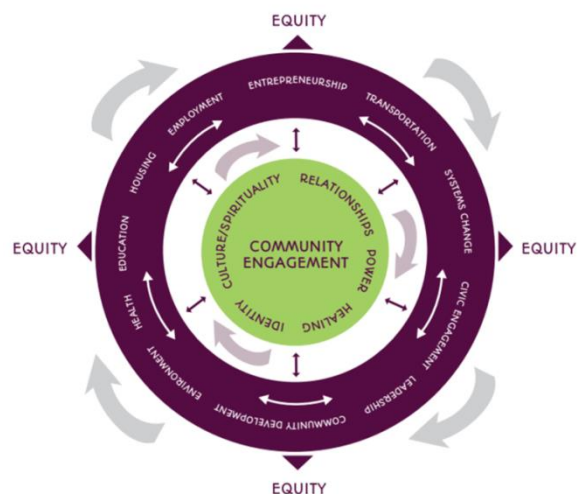 EQUITY
ENTREPRENEURSHIP
TRANSPORTATION
SYSTEMS CHANGE
CIVIC ENGAGEMENT
LEADERSHIP
COMMUNITY DEVELOPMENT
ENVIRONMENT
HEALTH
EDUCATION
HOUSING
EMPLOYMENT
EQUITY
EQUITY
EQUITY
RELATIONSHIPS
POWER
HEALING
IDENTITY
CULTURE/SPIRITUALITY
COMMUNITY
ENGAGEMENT